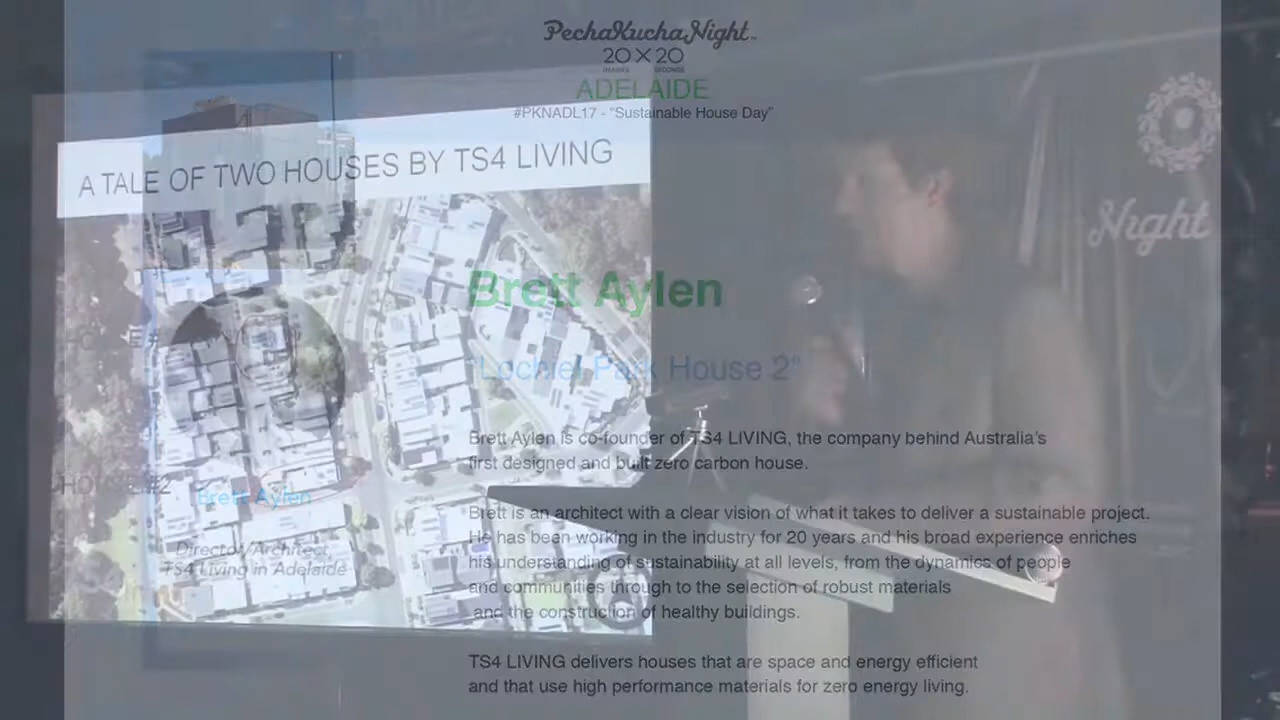 PechaKuchaNight™
20×20
IMAGES SECONDS
ADELAIDE
#PKNADL17 - "Sustainable House Day"
A TALE OF TWO HOUSES BY TS4 LIVING
Night
Brett Aylen
"Lochiel Park House 2"
HOUSE #2
Brett Aylen
Director/Architect,
TS4 Living in Adelaide
Brett Aylen is co-founder of TS4 LIVING, the company behind Australia's
first designed and built zero carbon house.
Brett is an architect with a clear vision of what it takes to deliver a sustainable project.
He has been working in the industry for 20 years and his broad experience enriches
his understanding of sustainability at all levels, from the dynamics of people
and communities through to the selection of robust materials
and the construction of healthy buildings.
TS4 LIVING delivers houses that are space and energy efficient
and that use high performance materials for zero energy living.